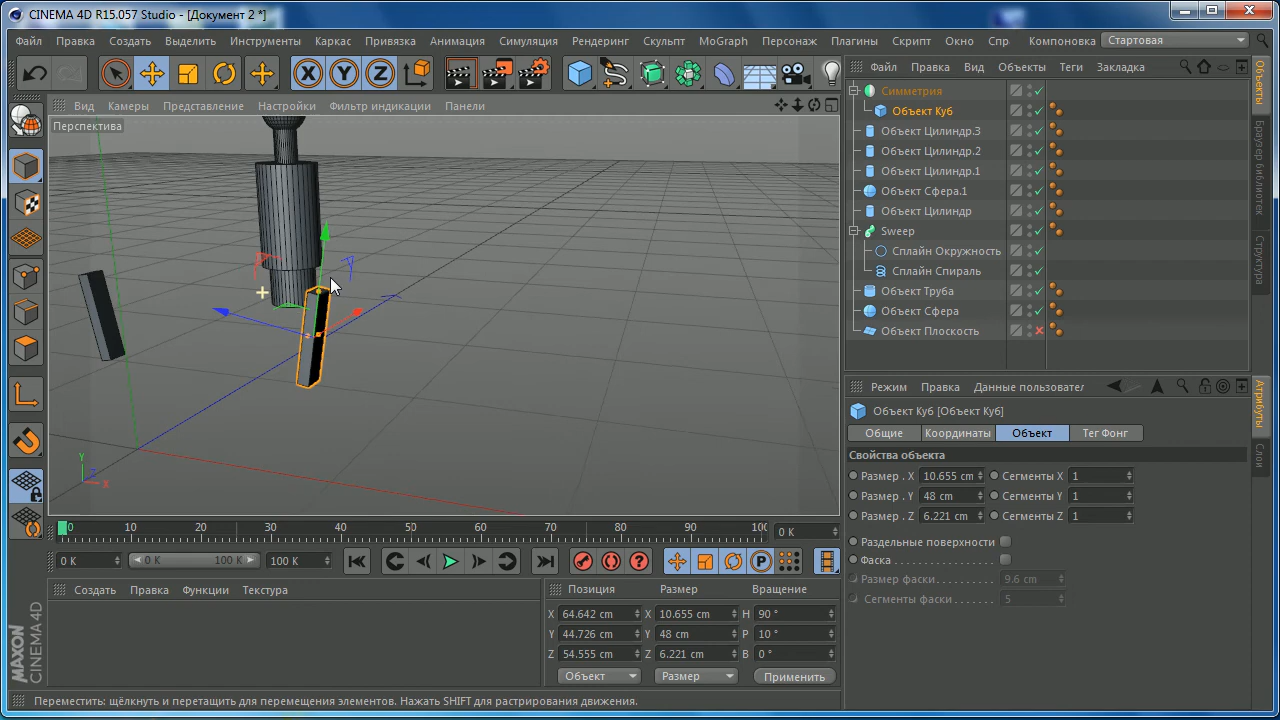 CINEMA 4D R15.057 Studio - [Документ 2 *]
Файл Правка Создать Выделить Инструменты Каркас Привязка Анимация Симуляция Рендеринг Скульпт MoGraph Персонаж Плагины Скрипт Окно Спр Компоновка Стартовая
X Y Z
Вид Камеры Представление Настройки Фильтр индикации Панели
Перспектива
Y
Z
X
Файл Правка Вид Объекты Теги Закладка
Симметрия
Объект Куб
Объект Цилиндр.3
Объект Цилиндр.2
Объект Цилиндр.1
Объект Сфера.1
Объект Цилиндр
Sweep
Сплайн Окружность
Сплайн Спираль
Объект Труба
Объект Сфера
Объект Плоскость
Объекты
Браузер библиотек
Структура
Режим Правка Данные пользовател
Объект Куб [Объект Куб]
Общие Координаты Объект Тег Фонг
Свойства объекта
Размер . X 10.655 cm Сегменты X 1
Размер . Y 48 cm Сегменты Y 1
Размер . Z 6.221 cm Сегменты Z 1
Раздельные поверхности
Фаска
Размер фаски 9.6 cm
Сегменты фаски 5
Атрибуты
Слои
0 10 20 30 40 50 60 70 80 90 100 0 K
0 K 0 K 100 K 100 K
P
Создать Правка Функции Текстура
Позиция Размер Вращение
X 64.642 cm X 10.655 cm H 90 °
Y 44.726 cm Y 48 cm P 10 °
Z 54.555 cm Z 6.221 cm B 0 °
Объект Размер Применить
MAXON
CINEMA 4D
Переместить: щёлкнуть и перетащить для перемещения элементов. Нажать SHIFT для растрирования движения.